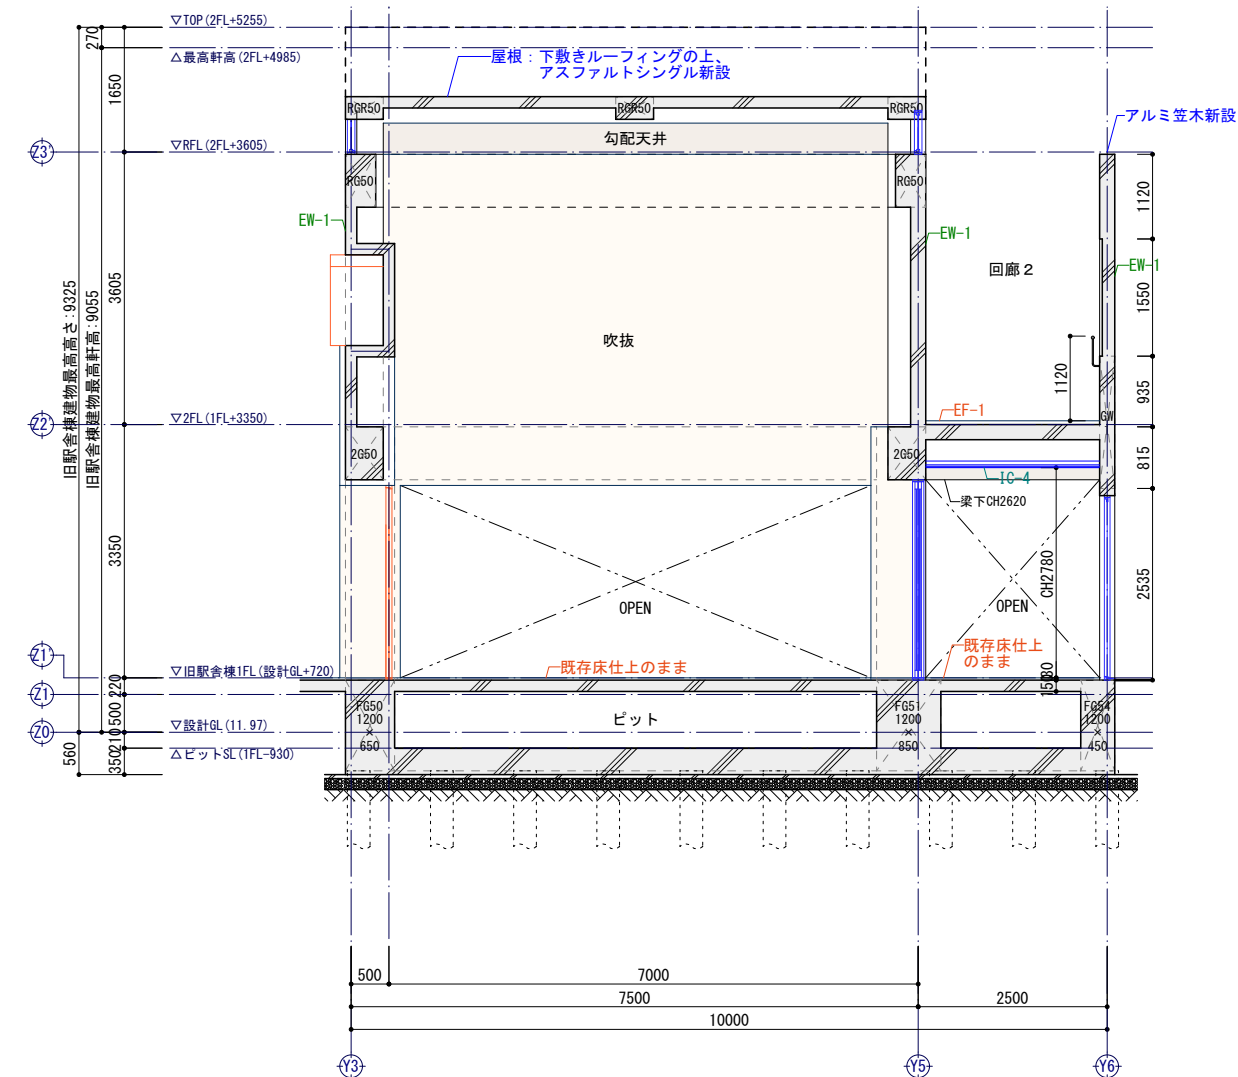 ▽TOP(2FL+5255)
△最高軒高(2FL+4985)
屋根：下敷きルーフィングの上、
アスファルトシングル新設
RGR50
RGR50
RGR50
アルミ笠木新設
勾配天井
Z3'
▽RFL(2FL+3605)
RG50
RG50
EW-1
EW-1
EW-1
回廊２
吹抜
270
1650
3605
3350
220
500
210
350
560
旧駅舎棟建物最高高さ:9325
旧駅舎棟建物最高軒高:9055
1120
1550
935
815
2535
1120
Z2'
▽2FL(1FL+3350)
EF-1
GW
2G50
2G50
IC-4
梁下CH2620
CH2780
OPEN
OPEN
Z1'
▽旧駅舎棟1FL(設計GL+720)
既存床仕上のまま
既存床仕上
のまま
Z1
FG50
1200
×
650
ピット
FG51
1200
×
850
FG54
1200
×
450
Z0
▽設計GL(11.97)
△ピットSL(1FL-930)
500
7000
7500
2500
10000
Y3
Y5
Y6